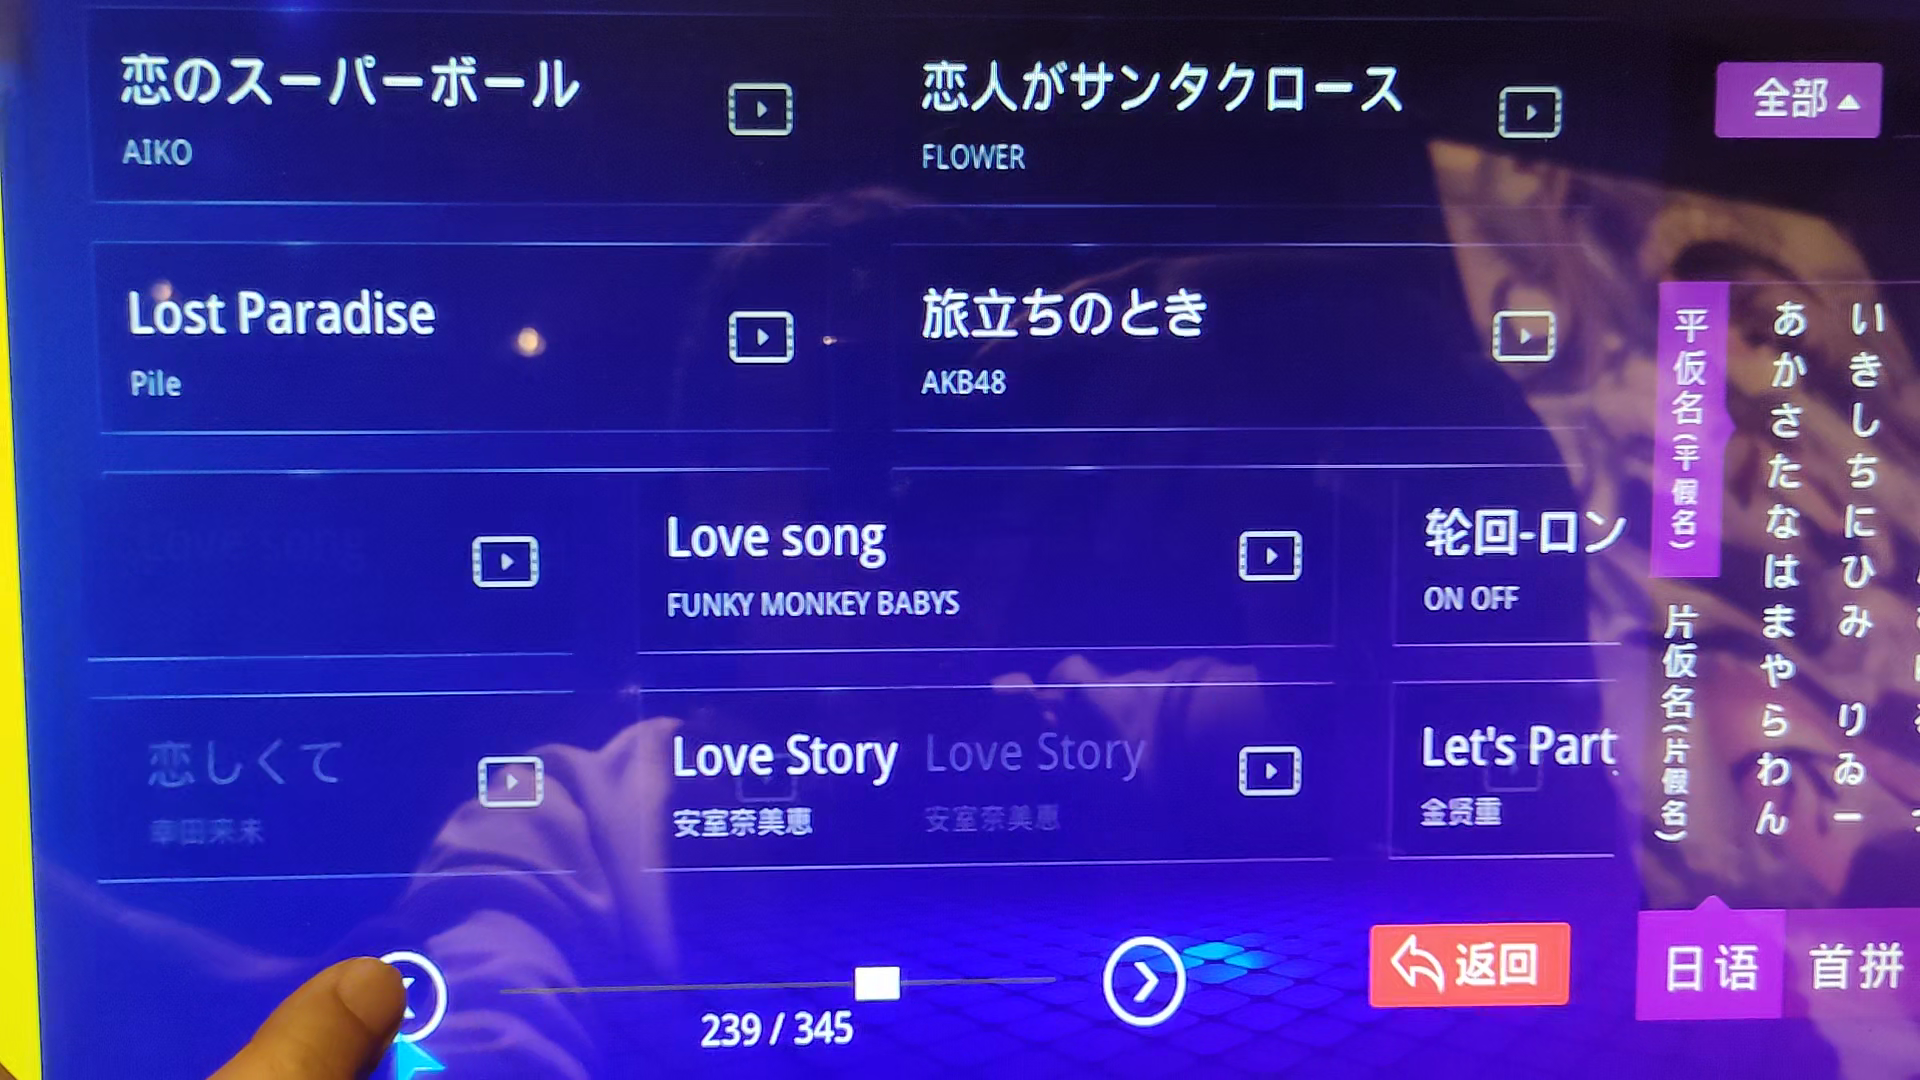 恋のスーパーボール
AIKO
恋人がサンタクロース
FLOWER
全部
Lost Paradise
Pile
旅立ちのとき
AKB48
Love song
Love song
FUNKY MONKEY BABYS
轮回-ロン
ON OFF
恋しくて
幸田来未
Love Story
安室奈美恵
Love Story
安室奈美恵
Let's Part
金贤重
平仮名(平假名)
片仮名(片假名)
あかさたなはまやらわん
いきしちにひみ りゐー
239 / 345
返回
日语
首拼